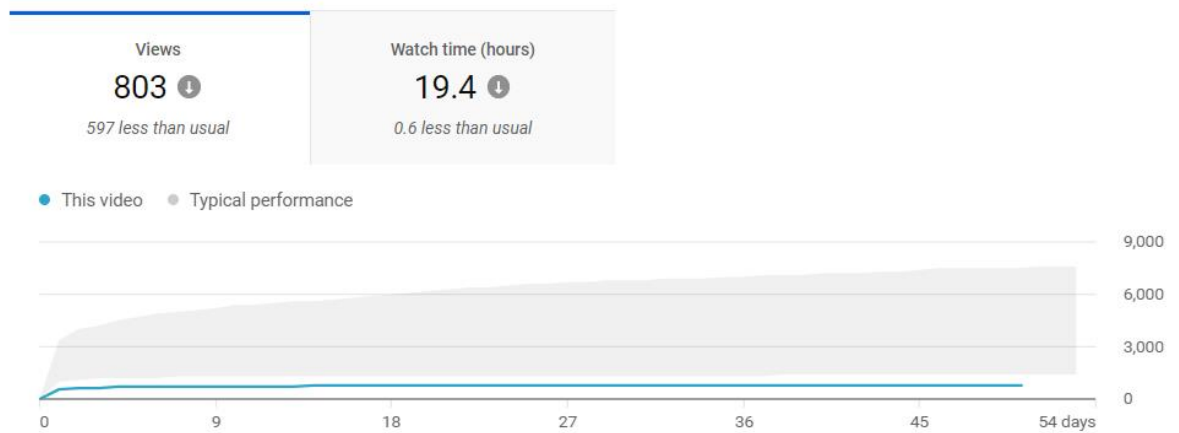 Views
803
597 less than usual
Watch time (hours)
19.4
0.6 less than usual
This video
Typical performance
9,000
6,000
3,000
0
0 9 18 27 36 45 54 days